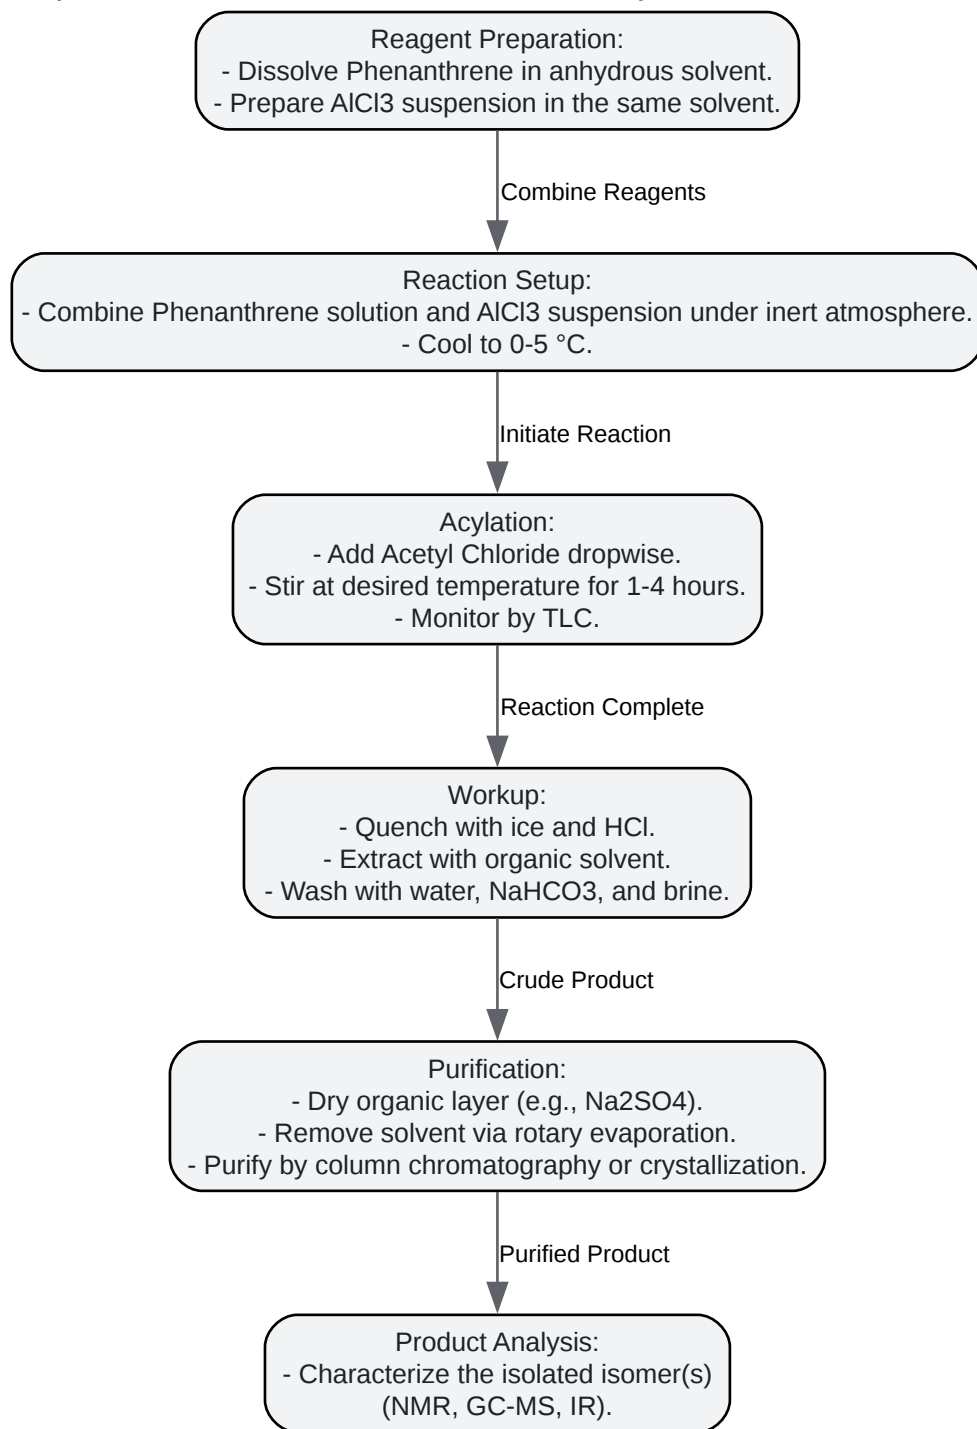 Reagent Preparation:
- Dissolve Phenanthrene in anhydrous solvent.
- Prepare AlCl3 suspension in the same solvent.
Combine Reagents
Reaction Setup:
- Combine Phenanthrene solution and AlCl3 suspension under inert atmosphere.
- Cool to 0-5 °C.
Initiate Reaction
Acylation:
- Add Acetyl Chloride dropwise.
- Stir at desired temperature for 1-4 hours.
- Monitor by TLC.
Reaction Complete
Workup:
- Quench with ice and HCl.
- Extract with organic solvent.
- Wash with water, NaHCO3, and brine.
Crude Product
Purification:
- Dry organic layer (e.g., Na2SO4).
- Remove solvent via rotary evaporation.
- Purify by column chromatography or crystallization.
Purified Product
Product Analysis:
- Characterize the isolated isomer(s)
(NMR, GC-MS, IR).